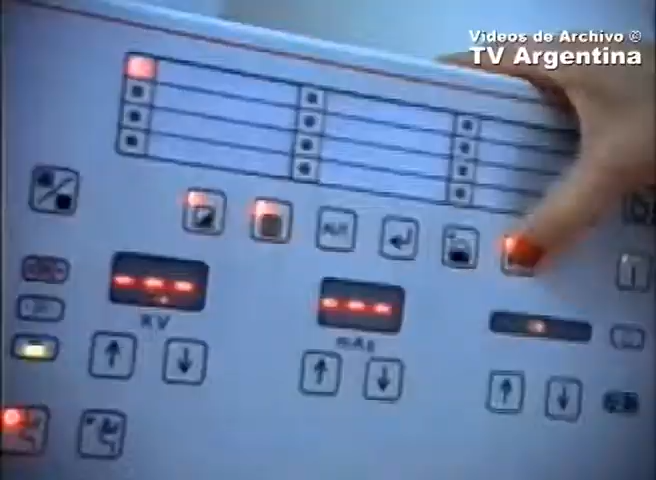 Videos de Archivo ©
TV Argentina
--- --- -
KV
mAs